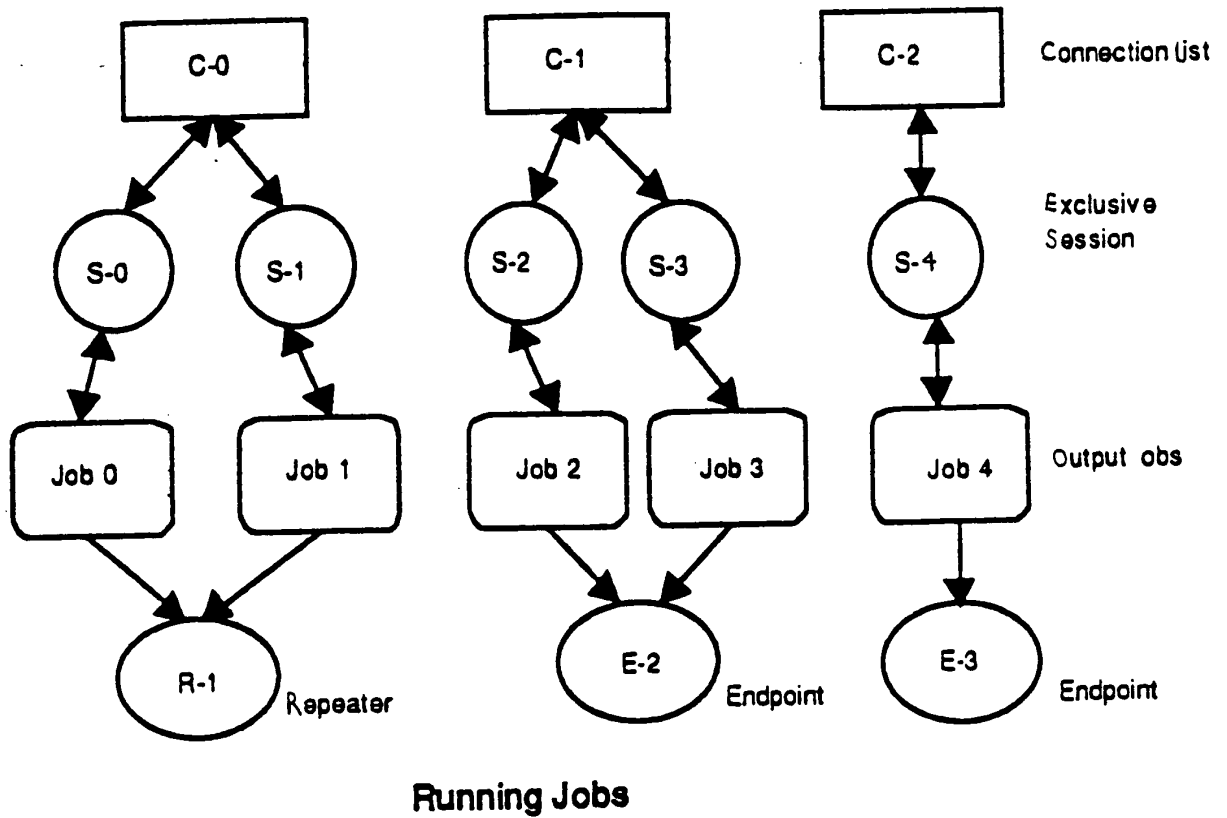 C-0
C-1
C-2
Connection List
S-0
S-1
S-2
S-3
S-4
Exclusive
Session
Job 0
Job 1
Job 2
Job 3
Job 4
Output obs
R-1
Repeater
E-2
Endpoint
E-3
Endpoint
Running Jobs